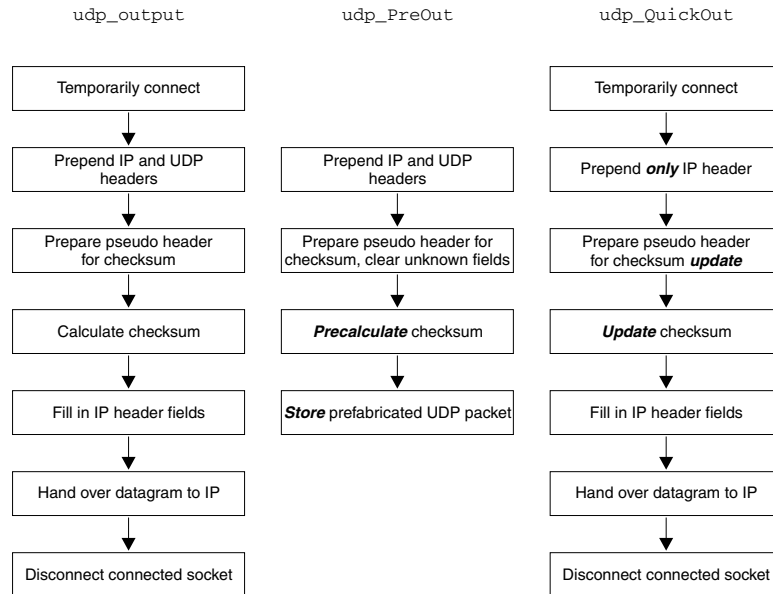 udp_output
udp_PreOut
udp_QuickOut
Temporarily connect
Temporarily connect
Prepend IP and UDP
headers
Prepend IP and UDP
headers
Prepend only IP header
Prepare pseudo header
for checksum
Prepare pseudo header for
checksum, clear unknown fields
Prepare pseudo header
for checksum update
Calculate checksum
Precalculate checksum
Update checksum
Fill in IP header fields
Store prefabricated UDP packet
Fill in IP header fields
Hand over datagram to IP
Hand over datagram to IP
Disconnect connected socket
Disconnect connected socket